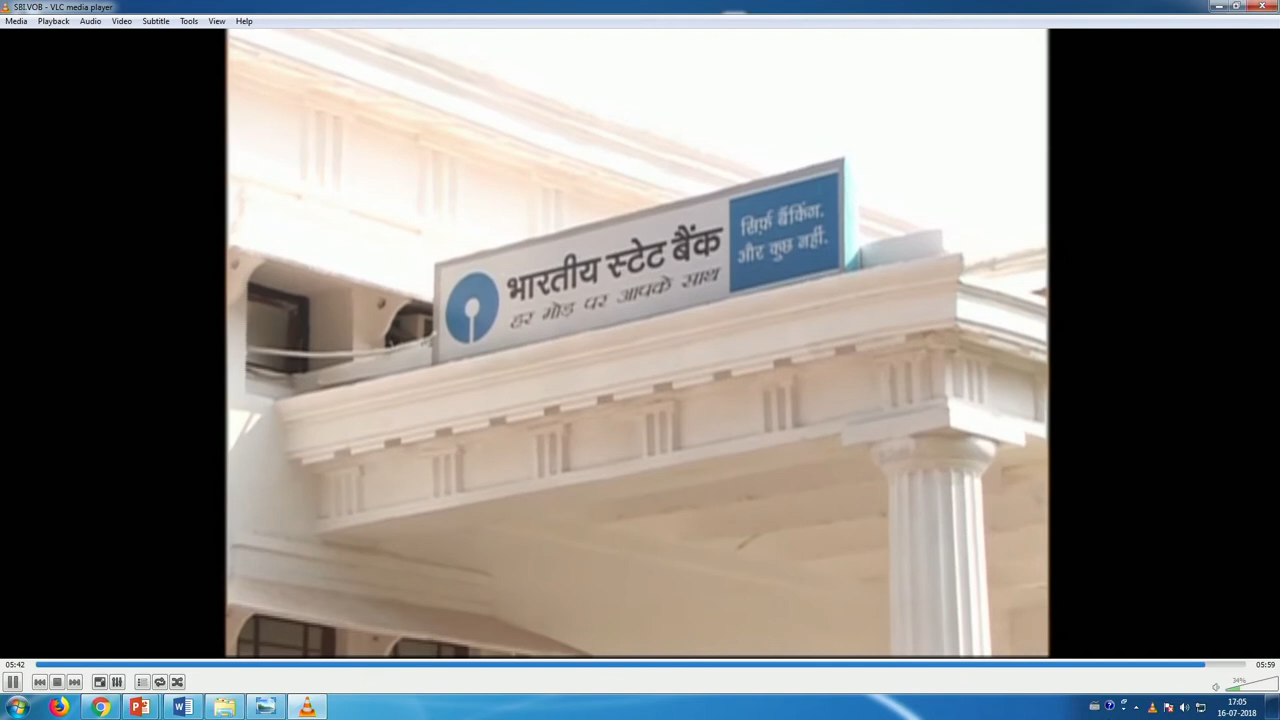 SBI.VOB - VLC media player
Media Playback Audio Video Subtitle Tools View Help
भारतीय स्टेट बैंक
हर मोड़ पर आपके साथ
सिर्फ़ बैंकिंग.
और कुछ नहीं.
05:42
05:59
34%
17:05
16-07-2018